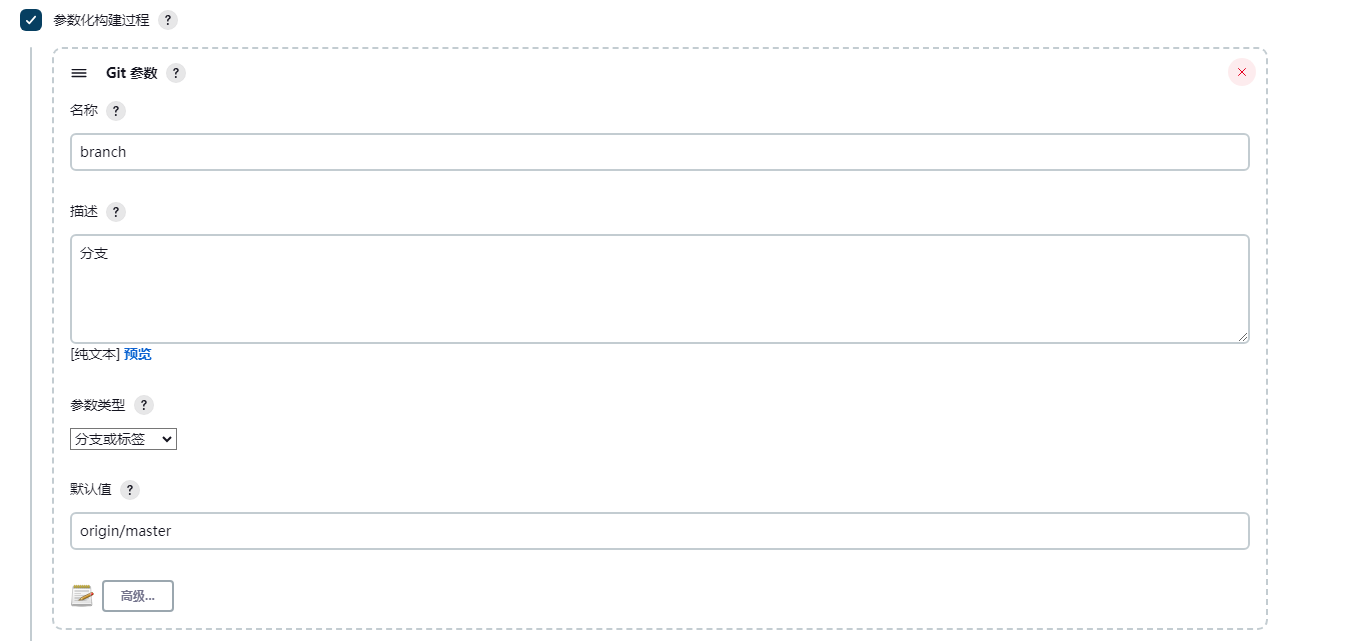 参数化构建过程 ?
Git 参数 ?
名称 ?
branch
描述 ?
分支
[纯文本] 预览
参数类型 ?
分支或标签
默认值 ?
origin/master
高级...